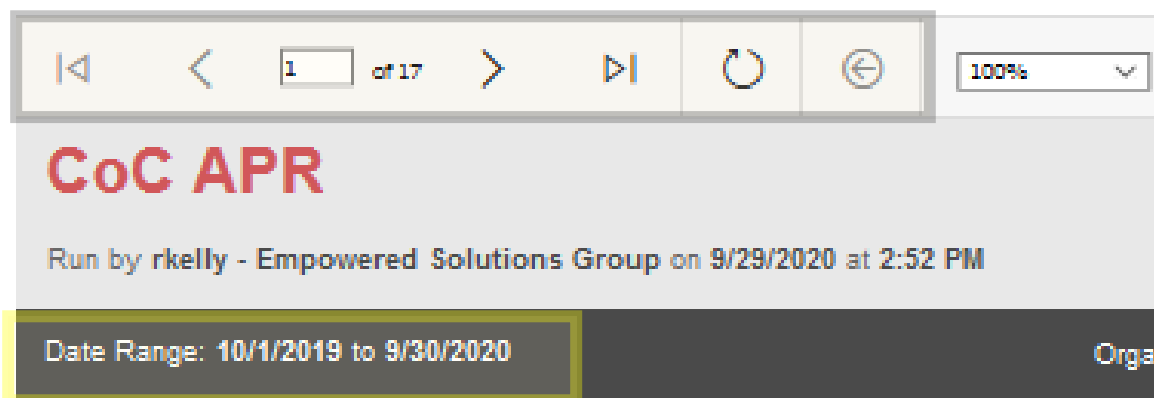 1 of 17 100%
CoC APR
Run by rkelly - Empowered Solutions Group on 9/29/2020 at 2:52 PM
Date Range: 10/1/2019 to 9/30/2020 Orga